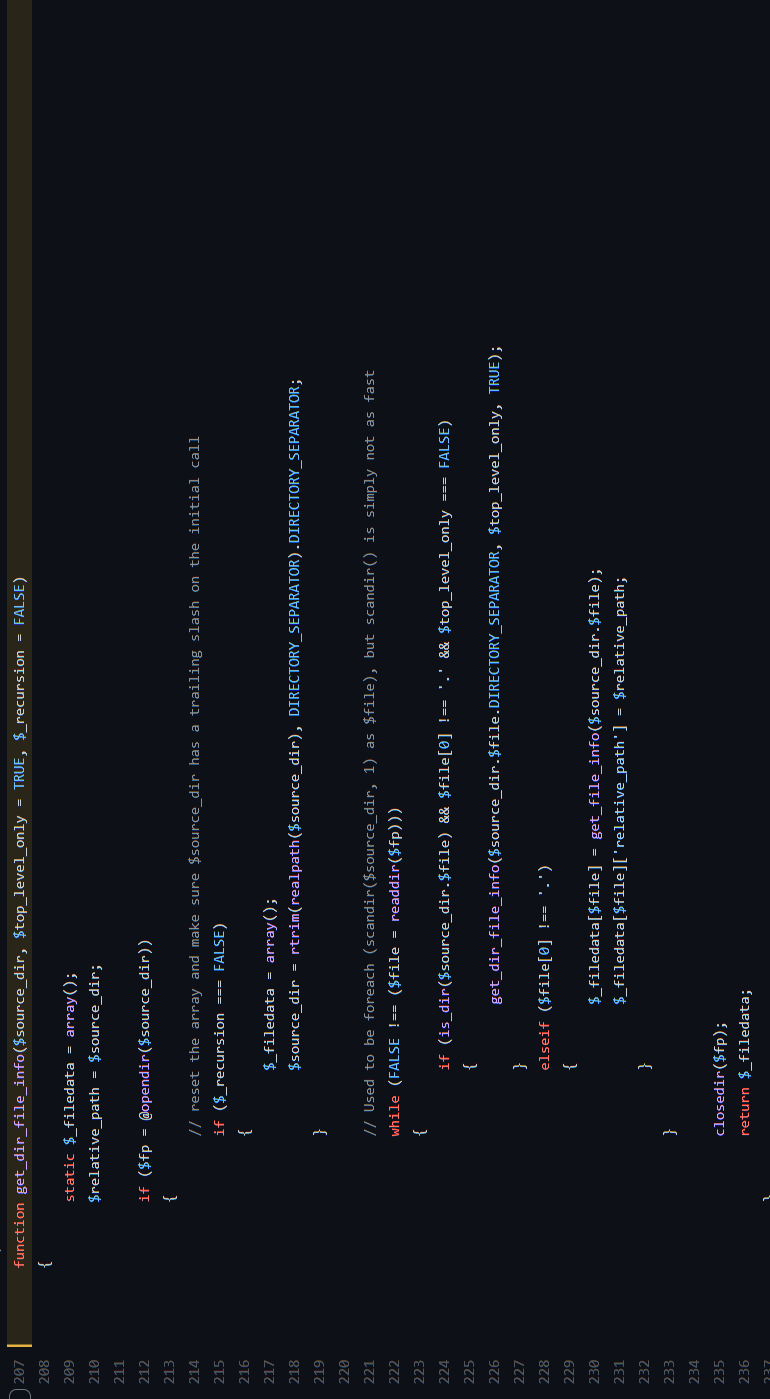 207 function get_dir_file_info($source_dir, $top_level_only = TRUE, $_recursion = FALSE)
208 {
209     static $_filedata = array();
210     $relative_path = $source_dir;
211
212     if ($fp = @opendir($source_dir))
213     {
214         // reset the array and make sure $source_dir has a trailing slash on the initial call
215         if ($_recursion === FALSE)
216         {
217             $_filedata = array();
218             $source_dir = rtrim(realpath($source_dir), DIRECTORY_SEPARATOR).DIRECTORY_SEPARATOR;
219         }
220
221         // Used to be foreach (scandir($source_dir, 1) as $file), but scandir() is simply not as fast
222         while (FALSE !== ($file = readdir($fp)))
223         {
224             if (is_dir($source_dir.$file) && $file[0] !== '.' && $top_level_only === FALSE)
225             {
226                 get_dir_file_info($source_dir.$file.DIRECTORY_SEPARATOR, $top_level_only, TRUE);
227             }
228             elseif ($file[0] !== '.')
229             {
230                 $_filedata[$file] = get_file_info($source_dir.$file);
231                 $_filedata[$file]['relative_path'] = $relative_path;
232             }
233         }
234
235         closedir($fp);
236         return $_filedata;
237     }